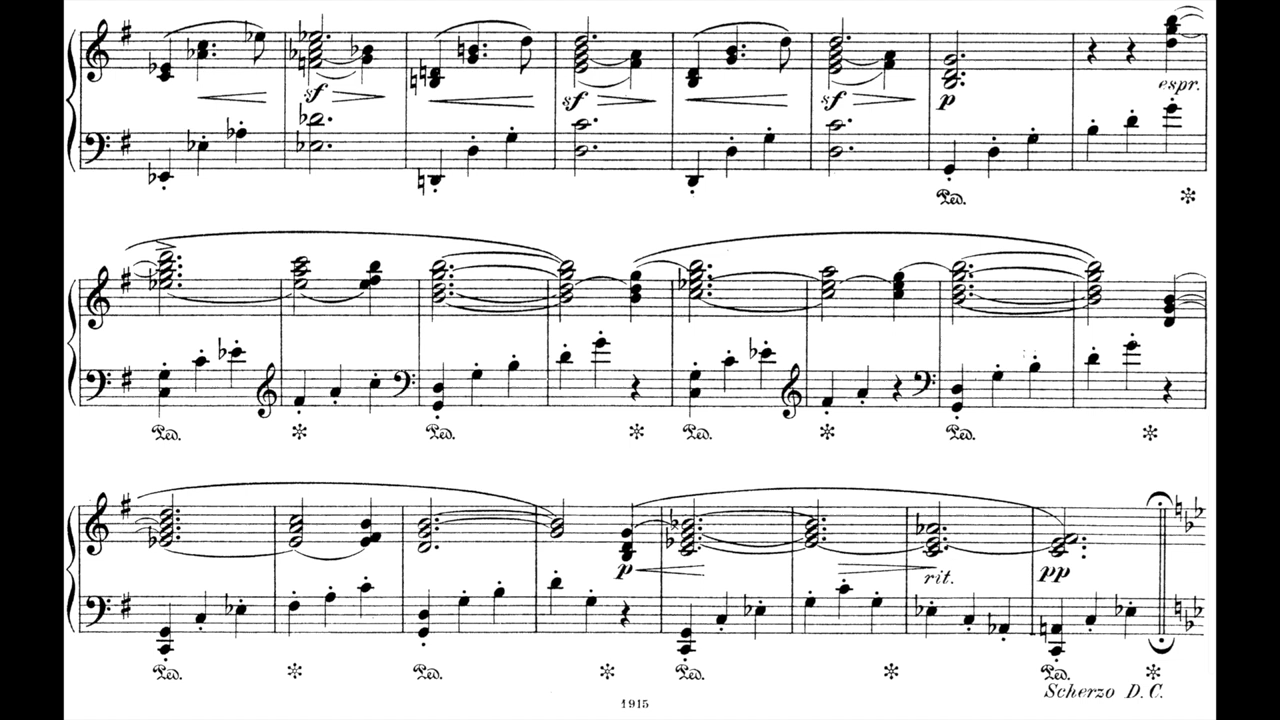 sf sf sf p espr.
Ped. *
Ped. * Ped. * Ped. * Ped. *
p rit. pp
Ped. * Ped. * Ped. * Ped. *
Scherzo D. C.
1915